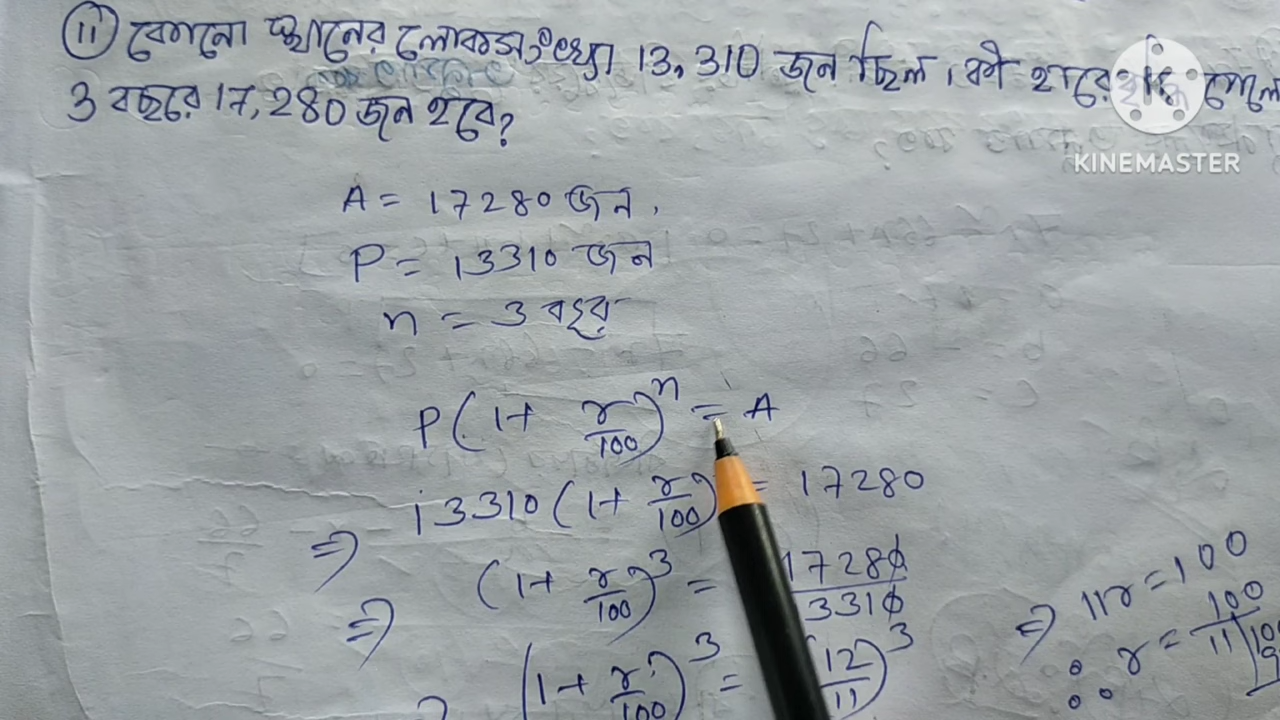 11 কোনো স্থানের লোকসংখ্যা 13,310 জন ছিল। কী হারে বৃদ্ধি পেলে
3 বছরে 17,280 জন হবে?
KINEMASTER
A = 17280 জন.
P = 13310 জন
n = 3 বছর
P(1+ r/100)^n = A
⇒ 13310(1+ r/100) = 17280
⇒ (1+ r/100)^3 = 17280/3310
(1+ r/100)^3 = (12/11)^3
⇒ 11r = 100
∴ r = 100/11